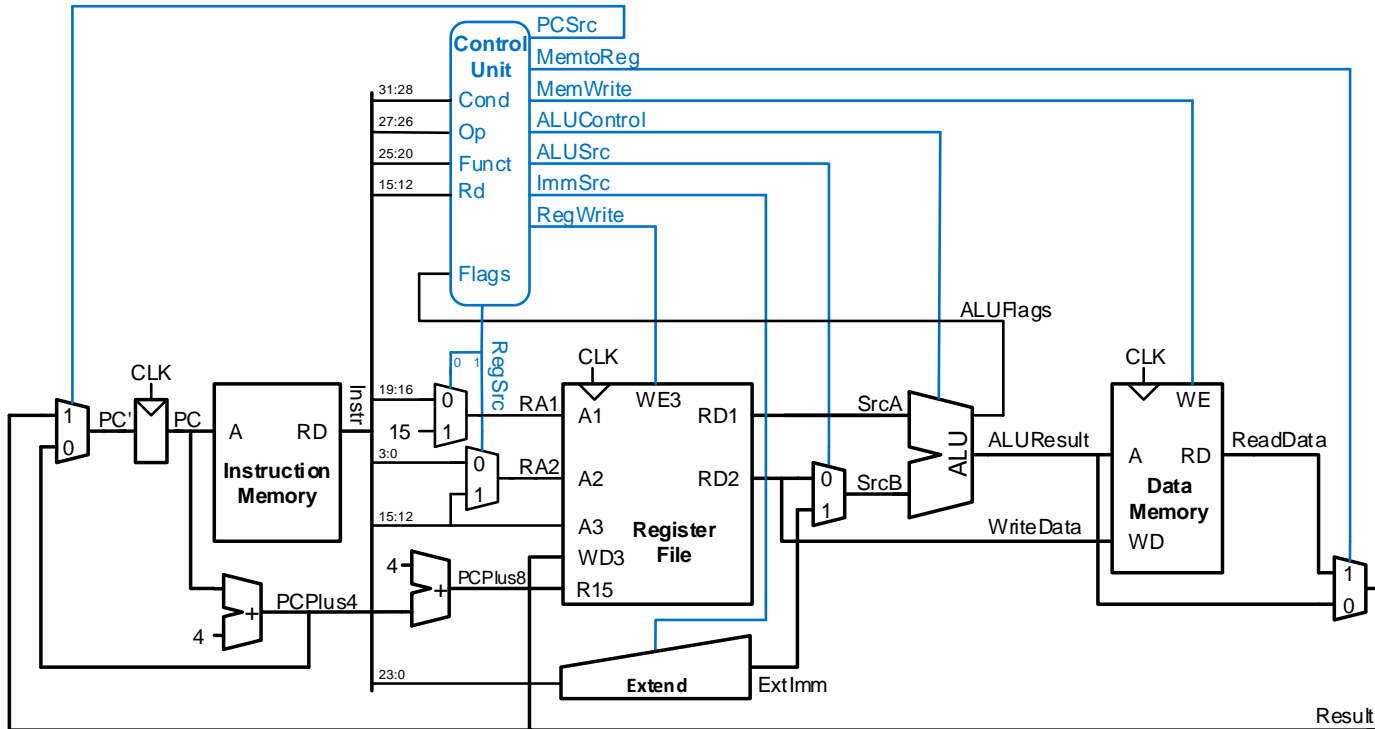 PCSrc
Control
Unit
MemtoReg
MemWrite
31:28
Cond
27:26
Op
ALUControl
25:20
Funct
ALUSrc
15:12
Rd
ImmSrc
RegWrite
Flags
ALUFlags
0 1
RegSrc
CLK
CLK
CLK
Instr
19:16
0
15
1
RA1
A1
WE3
RD1
SrcA
WE
1
0
PC'
PC
A
RD
Instruction
Memory
3:0
0
1
RA2
A2
RD2
0
1
SrcB
ALU
ALUResult
A
RD
ReadData
Data
Memory
15:12
A3
Register
File
WriteData
WD
WD3
4
+
PCPlus8
R15
1
0
4
+
PCPlus4
23:0
Extend
ExtImm
Result